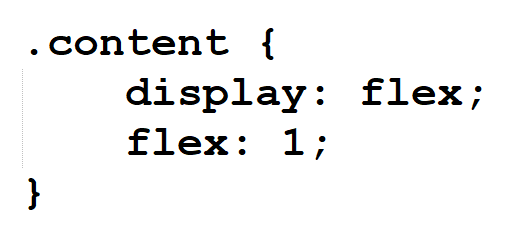 .content {
    display: flex;
    flex: 1;
}